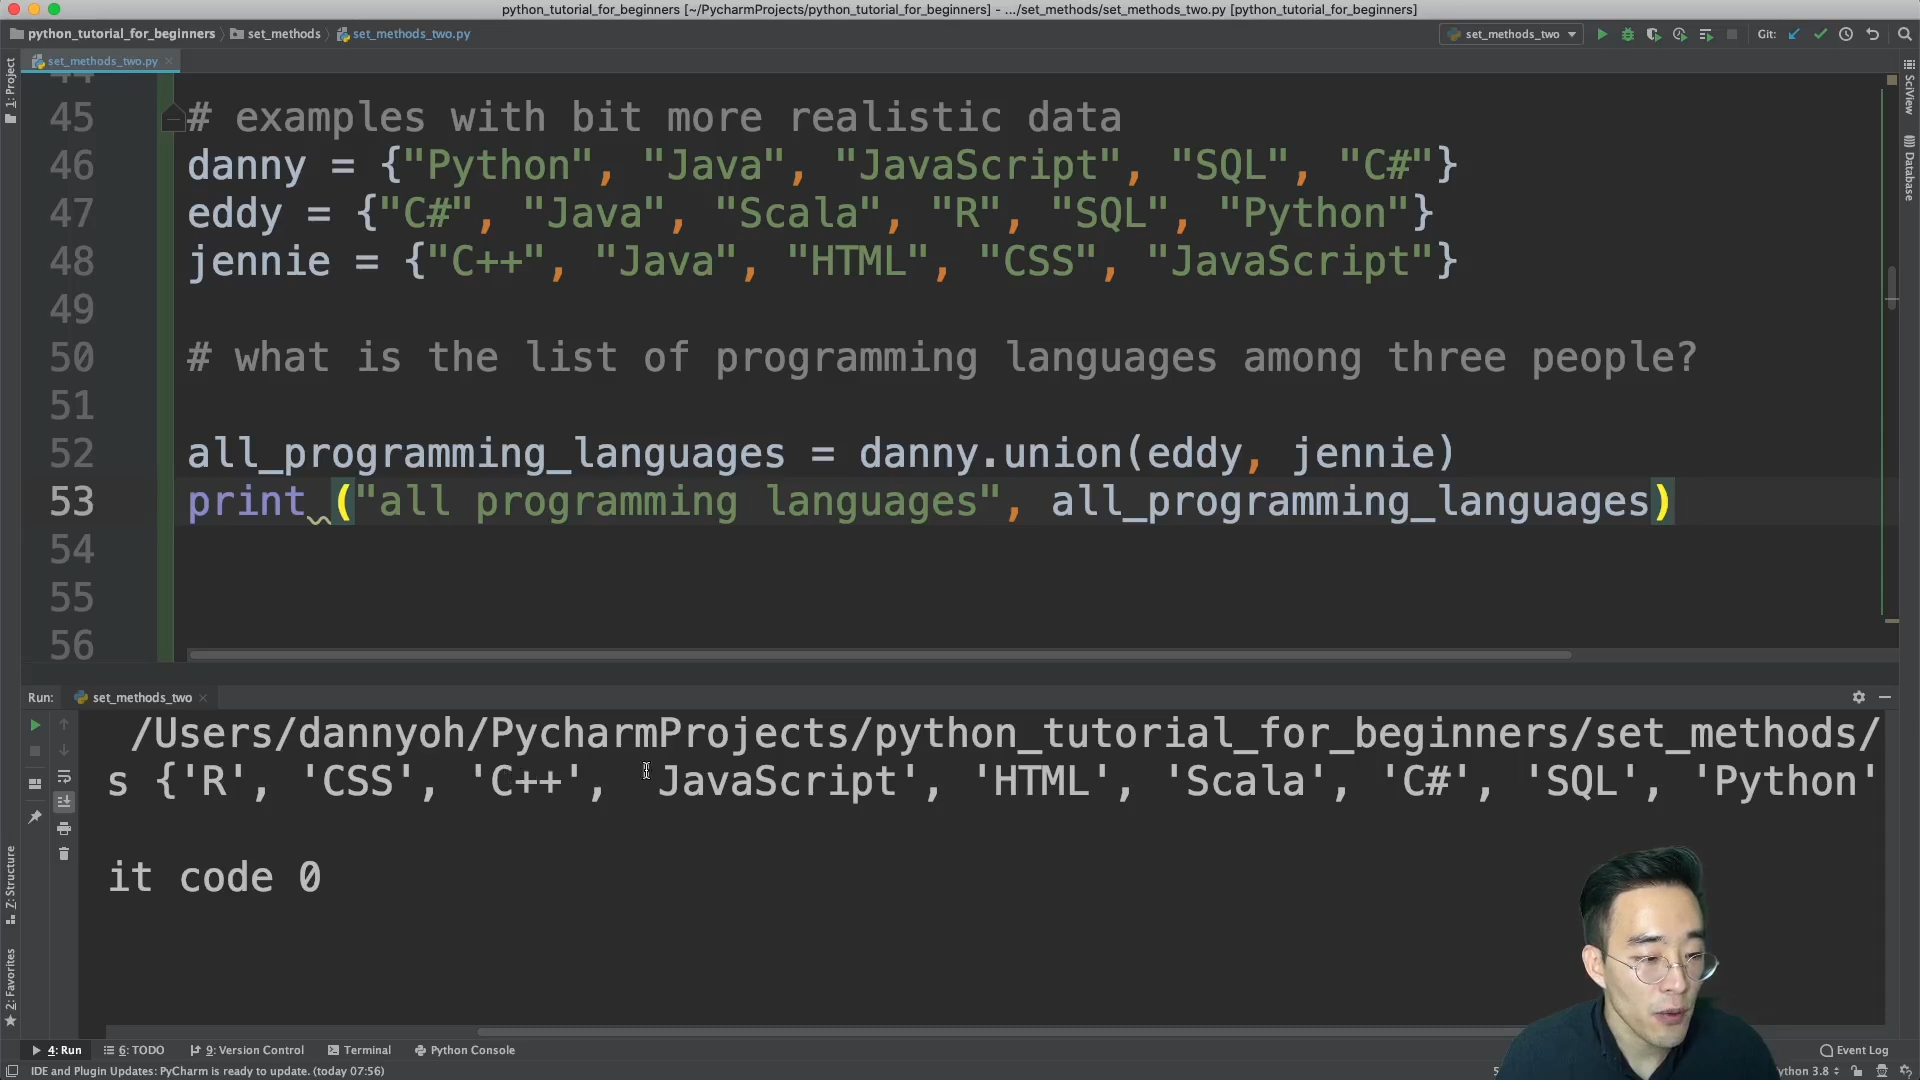 python_tutorial_for_beginners [~/PycharmProjects/python_tutorial_for_beginners] - .../set_methods/set_methods_two.py [python_tutorial_for_beginners]
python_tutorial_for_beginners set_methods set_methods_two.py set_methods_two Git:
set_methods_two.py
1: Project
SciView
Database
44
45 # examples with bit more realistic data
46 danny = {"Python", "Java", "JavaScript", "SQL", "C#"}
47 eddy = {"C#", "Java", "Scala", "R", "SQL", "Python"}
48 jennie = {"C++", "Java", "HTML", "CSS", "JavaScript"}
49
50 # what is the list of programming languages among three people?
51
52 all_programming_languages = danny.union(eddy, jennie)
53 print ("all programming languages", all_programming_languages)
54
55
56
Run: set_methods_two
/Users/dannyoh/PycharmProjects/python_tutorial_for_beginners/set_methods/
s {'R', 'CSS', 'C++', 'JavaScript', 'HTML', 'Scala', 'C#', 'SQL', 'Python'
it code 0
Z: Structure
2: Favorites
4: Run 6: TODO 9: Version Control Terminal Python Console Event Log
IDE and Plugin Updates: PyCharm is ready to update. (today 07:56) ython 3.8